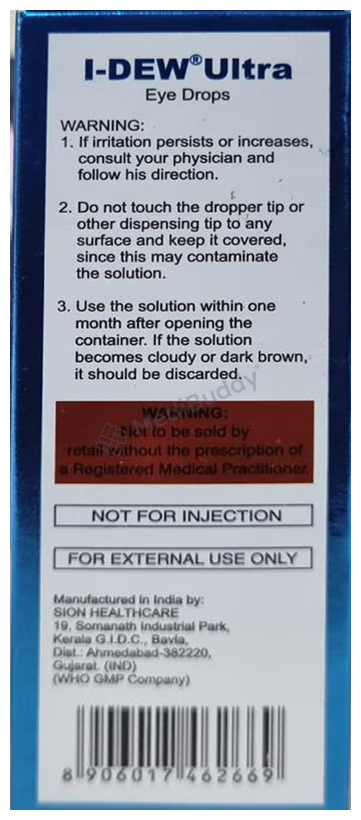 I-DEW® Ultra
Eye Drops
WARNING:
1. If irritation persists or increases,
consult your physician and
follow his direction.
2. Do not touch the dropper tip or
other dispensing tip to any
surface and keep it covered,
since this may contaminate
the solution.
3. Use the solution within one
month after opening the
container. If the solution
becomes cloudy or dark brown,
it should be discarded.
MediBuddy
WARNING:
Not to be sold by
retail without the prescription of
a Registered Medical Practitioner.
NOT FOR INJECTION
FOR EXTERNAL USE ONLY
Manufactured in India by:
SION HEALTHCARE
19, Somanath Industrial Park,
Kerala G.I.D.C., Bavla,
Dist.: Ahmedabad-382220,
Gujarat. (IND)
(WHO GMP Company)
8 906017 462669